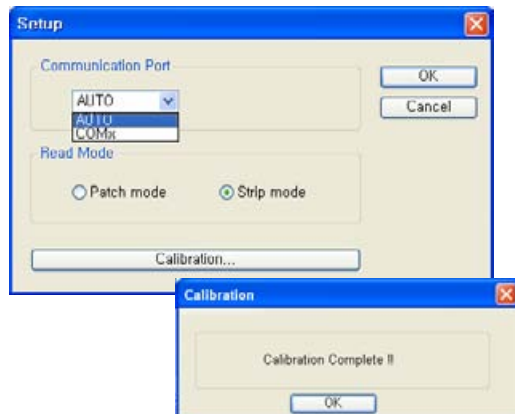 Setup
Communication Port
OK
Cancel
AUTO
AUTO
COMx
Read Mode
Patch mode
Strip mode
Calibration...
Calibration
Calibration Complete !!
OK